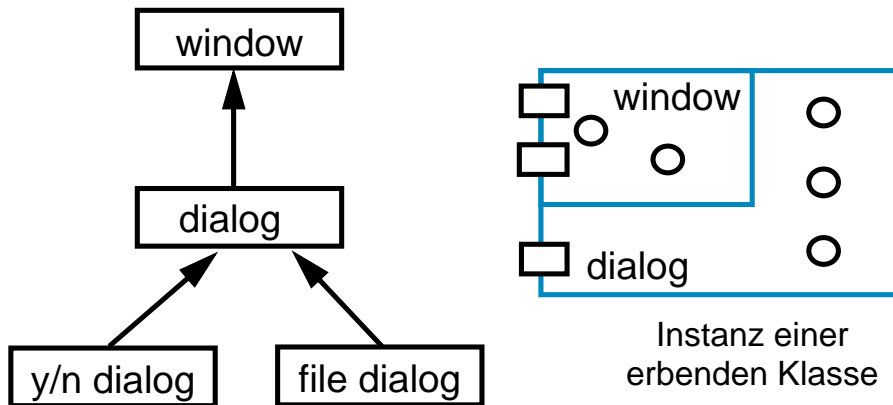 window
dialog
y/n dialog
file dialog
window
dialog
Instanz einer
erbenden Klasse